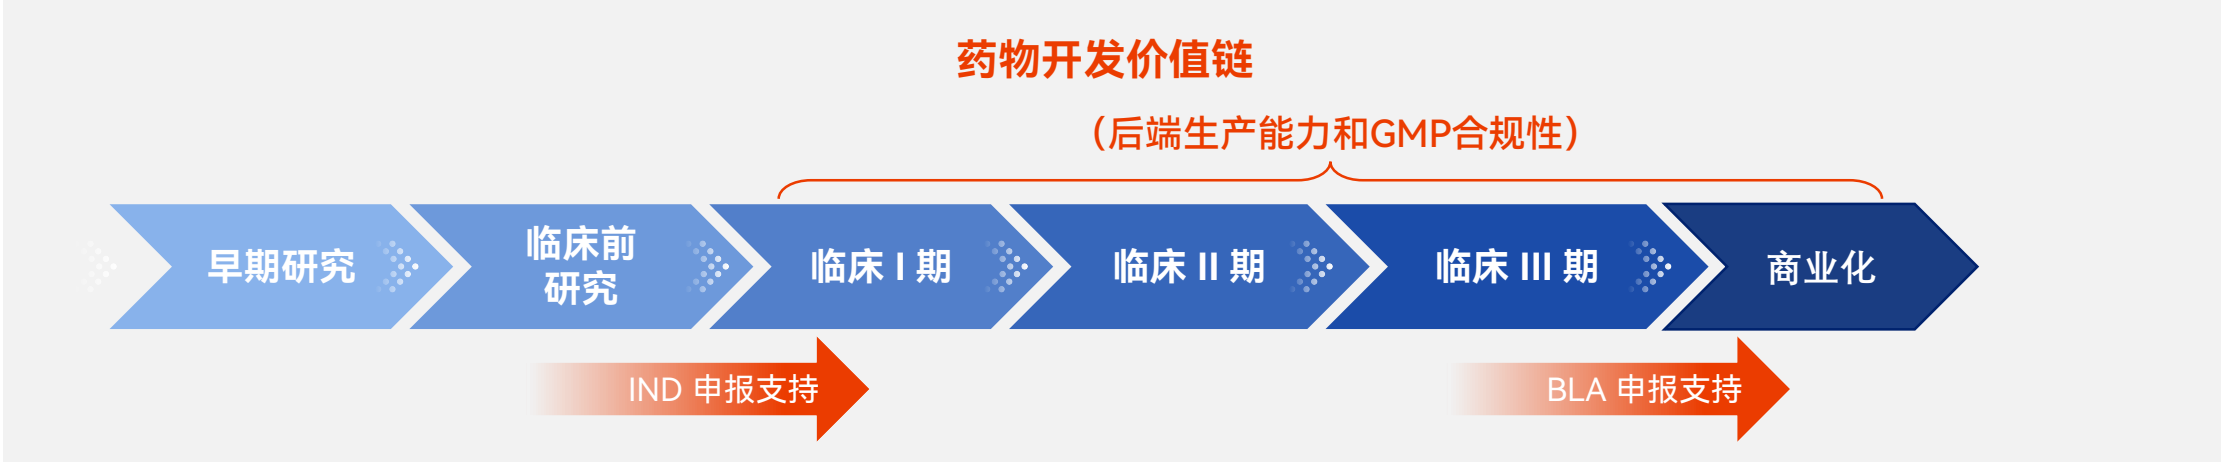 药物开发价值链
（后端生产能力和GMP合规性）
早期研究
临床前
研究
临床 I 期
临床 II 期
临床 III 期
商业化
IND 申报支持
BLA 申报支持